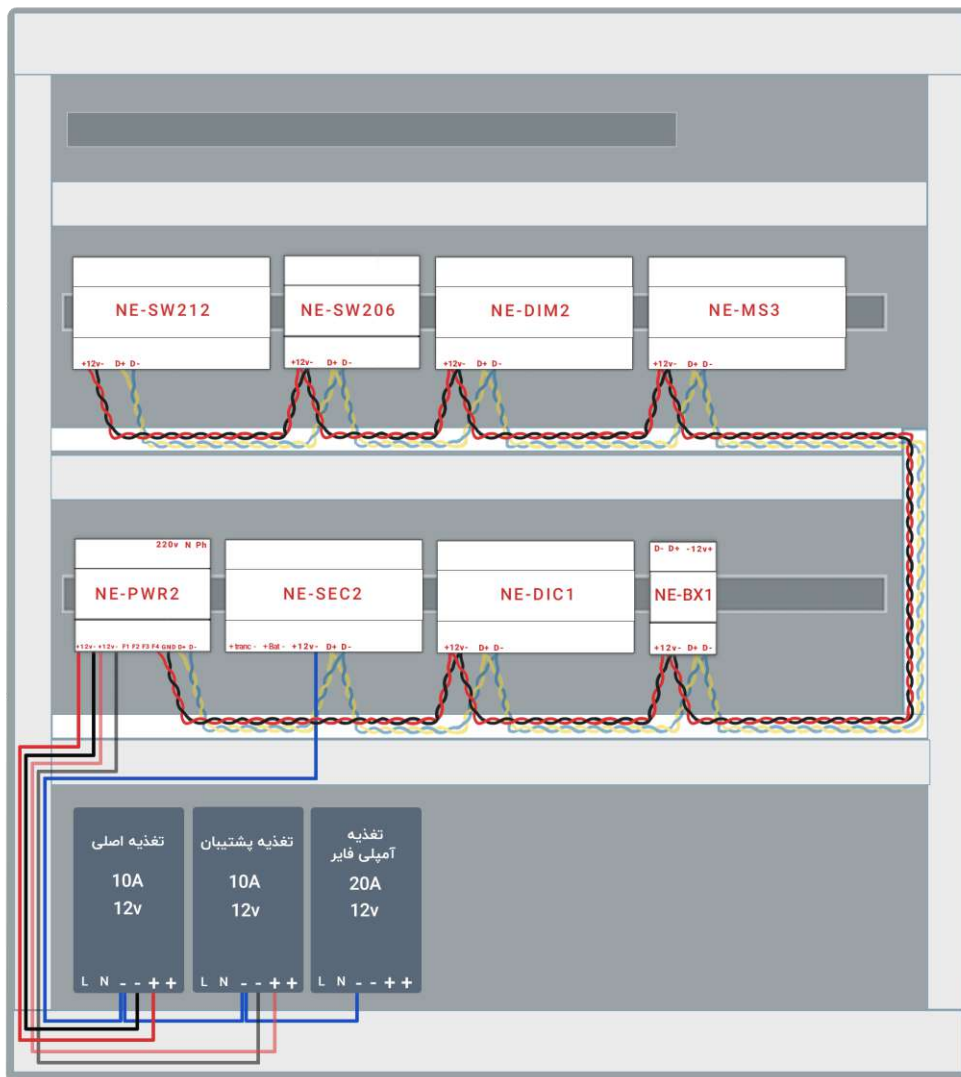 NE-SW212
NE-SW206
NE-DIM2
NE-MS3
+12v- D+ D-
+12v- D+ D-
+12v- D+ D-
+12v- D+ D-
220v N Ph
D- D+ -12v+
NE-PWR2
NE-SEC2
NE-DIC1
NE-BX1
+12v- +12v- F1 F2 F3 F4 GND D+ D-
+tranc - +Bat - +12v- D+ D-
+12v- D+ D-
+12v- D+ D-
تغذیه اصلی
10A
12v
L N - - + +
تغذیه پشتیبان
10A
12v
L N - - + +
تغذیه
آمپلی فایر
20A
12v
L N - - + +